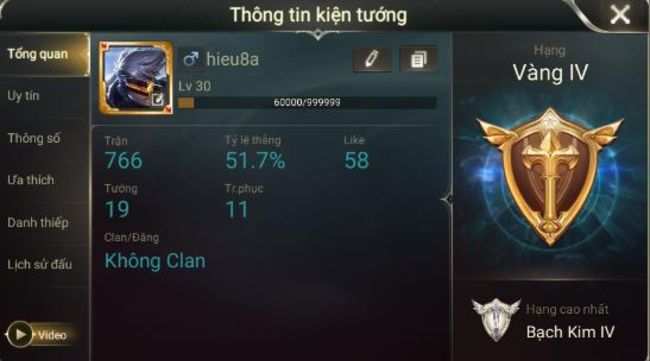 Thông tin kiện tướng
Tổng quan
Uy tín
Thông số
Ưa thích
Danh thiếp
Lịch sử đấu
Video
hieu8a
Lv 30
60000/999999
Trận
766
Tỷ lệ thắng
51.7%
Like
58
Tướng
19
Tr.phục
11
Clan/Đẳng
Không Clan
Hạng
Vàng IV
Hạng cao nhất
Bạch Kim IV